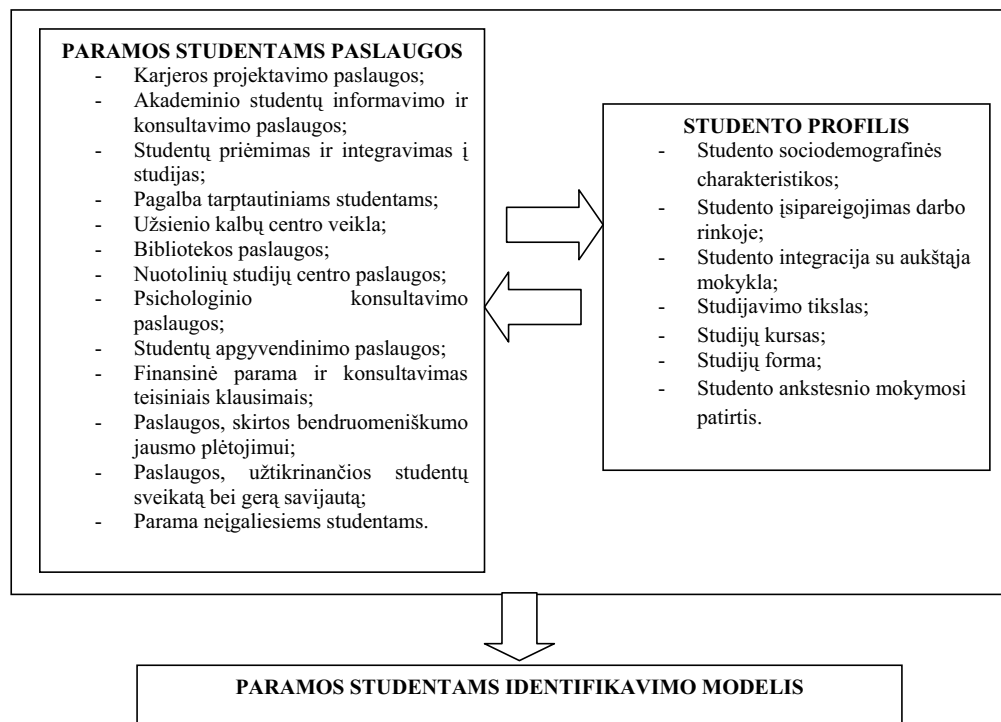 PARAMOS STUDENTAMS PASLAUGOS
- Karjeros projektavimo paslaugos;
- Akademinio studentų informavimo ir
konsultavimo paslaugos;
- Studentų priėmimas ir integravimas į
studijas;
- Pagalba tarptautiniams studentams;
- Užsienio kalbų centro veikla;
- Bibliotekos paslaugos;
- Nuotolinių studijų centro paslaugos;
- Psichologinio konsultavimo
paslaugos;
- Studentų apgyvendinimo paslaugos;
- Finansinė parama ir konsultavimas
teisiniais klausimais;
- Paslaugos, skirtos bendruomeniškumo
jausmo plėtojimui;
- Paslaugos, užtikrinančios studentų
sveikatą bei gerą savijautą;
- Parama neįgaliesiems studentams.
STUDENTO PROFILIS
- Studento sociodemografinės
charakteristikos;
- Studento įsipareigojimas darbo
rinkoje;
- Studento integracija su aukštąja
mokykla;
- Studijavimo tikslas;
- Studijų kursas;
- Studijų forma;
- Studento ankstesnio mokymosi
patirtis.
PARAMOS STUDENTAMS IDENTIFIKAVIMO MODELIS